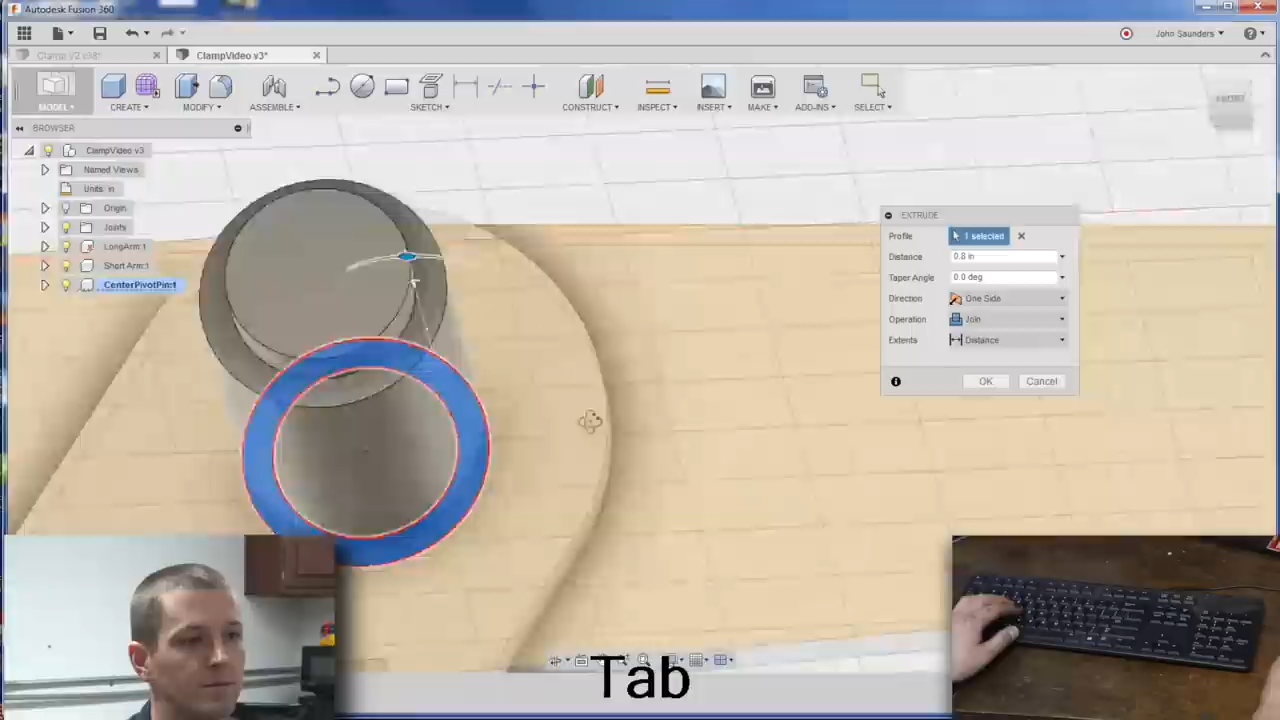 Autodesk Fusion 360
John Saunders
Clamp V2 v98*
ClampVideo v3*
MODEL
CREATE
MODIFY
ASSEMBLE
SKETCH
CONSTRUCT
INSPECT
INSERT
MAKE
ADD-INS
SELECT
BROWSER
ClampVideo v3
Named Views
Units: in
Origin
Joints
LongArm:1
Short Arm:1
CenterPivotPin:1
EXTRUDE
Profile 1 selected
Distance 0.8 in
Taper Angle 0.0 deg
Direction One Side
Operation Join
Extents Distance
OK Cancel
Tab